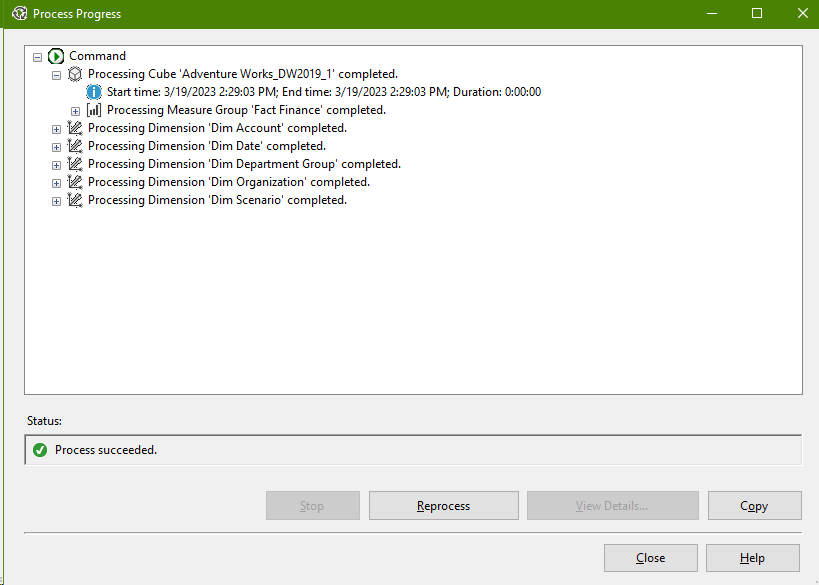 Process Progress
Command
Processing Cube 'Adventure Works_DW2019_1' completed.
Start time: 3/19/2023 2:29:03 PM; End time: 3/19/2023 2:29:03 PM; Duration: 0:00:00
Processing Measure Group 'Fact Finance' completed.
Processing Dimension 'Dim Account' completed.
Processing Dimension 'Dim Date' completed.
Processing Dimension 'Dim Department Group' completed.
Processing Dimension 'Dim Organization' completed.
Processing Dimension 'Dim Scenario' completed.
Status:
Process succeeded.
Stop Reprocess View Details... Copy
Close Help